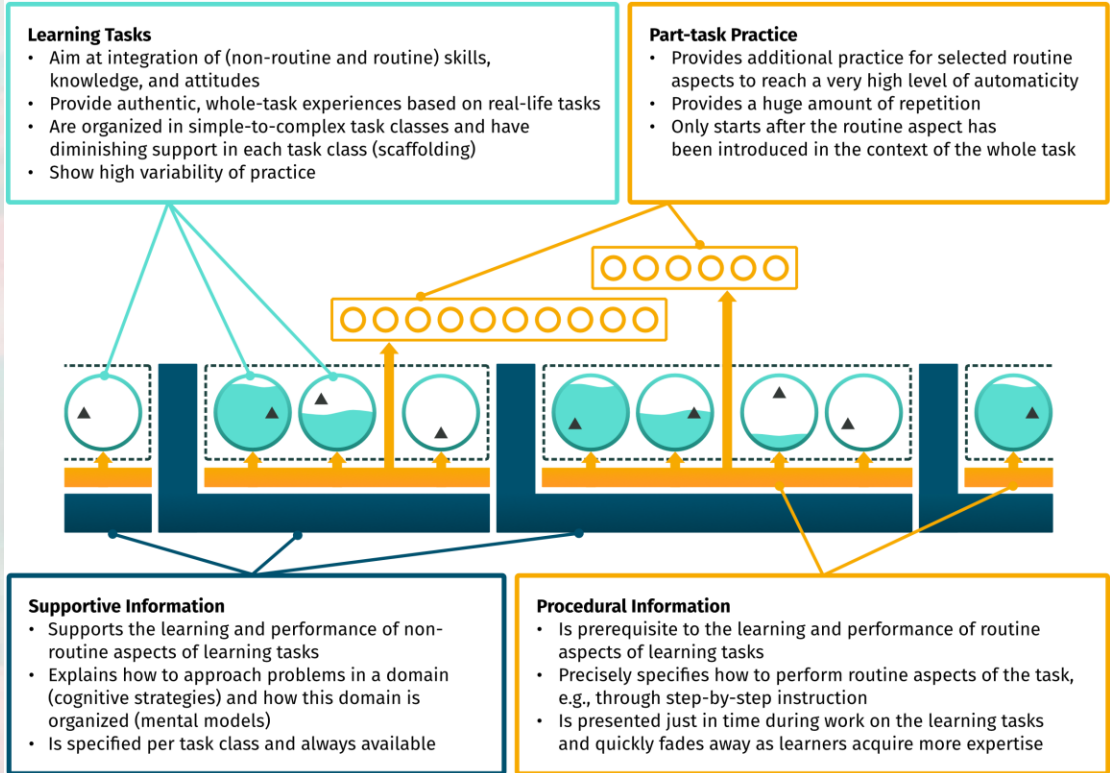 Learning Tasks
• Aim at integration of (non-routine and routine) skills,
knowledge, and attitudes
• Provide authentic, whole-task experiences based on real-life tasks
• Are organized in simple-to-complex task classes and have
diminishing support in each task class (scaffolding)
• Show high variability of practice
Part-task Practice
• Provides additional practice for selected routine
aspects to reach a very high level of automaticity
• Provides a huge amount of repetition
• Only starts after the routine aspect has
been introduced in the context of the whole task
Supportive Information
• Supports the learning and performance of non-
routine aspects of learning tasks
• Explains how to approach problems in a domain
(cognitive strategies) and how this domain is
organized (mental models)
• Is specified per task class and always available
Procedural Information
• Is prerequisite to the learning and performance of routine
aspects of learning tasks
• Precisely specifies how to perform routine aspects of the task,
e.g., through step-by-step instruction
• Is presented just in time during work on the learning tasks
and quickly fades away as learners acquire more expertise